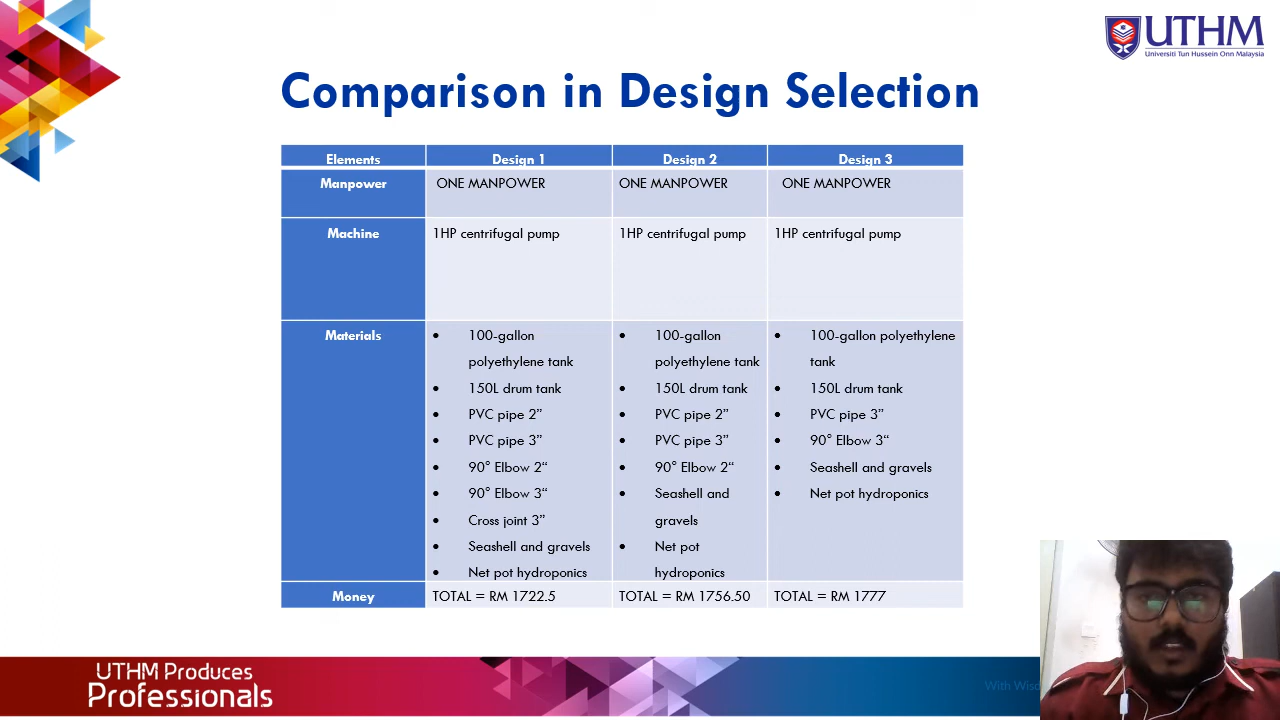 UTHM
Universiti Tun Hussein Onn Malaysia
Comparison in Design Selection
Elements Design 1 Design 2 Design 3
Manpower ONE MANPOWER ONE MANPOWER ONE MANPOWER
Machine 1HP centrifugal pump 1HP centrifugal pump 1HP centrifugal pump
Materials
• 100-gallon
polyethylene tank
• 150L drum tank
• PVC pipe 2”
• PVC pipe 3”
• 90° Elbow 2“
• 90° Elbow 3“
• Cross joint 3”
• Seashell and gravels
• Net pot hydroponics
• 100-gallon
polyethylene tank
• 150L drum tank
• PVC pipe 2”
• PVC pipe 3”
• 90° Elbow 2“
• Seashell and
gravels
• Net pot
hydroponics
• 100-gallon polyethylene
tank
• 150L drum tank
• PVC pipe 3”
• 90° Elbow 3“
• Seashell and gravels
• Net pot hydroponics
Money TOTAL = RM 1722.5 TOTAL = RM 1756.50 TOTAL = RM 1777
UTHM Produces
Professionals
With